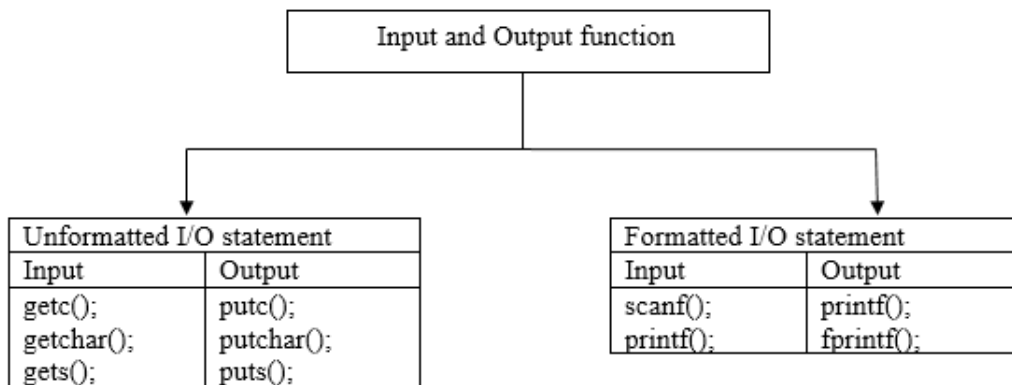 Input and Output function
Unformatted I/O statement
Input Output
getc(); putc();
getchar(); putchar();
gets(); puts();
Formatted I/O statement
Input Output
scanf(); printf();
printf(); fprintf();